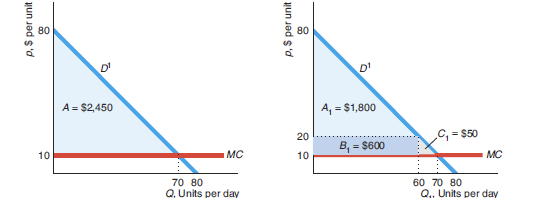 p, $ per unit
80
D¹
A = $2,450
10
MC
70 80
Q, Units per day
p, $ per unit
80
D¹
A₁ = $1,800
C₁ = $50
20
B₁ = $600
10
MC
60 70 80
Q₁, Units per day